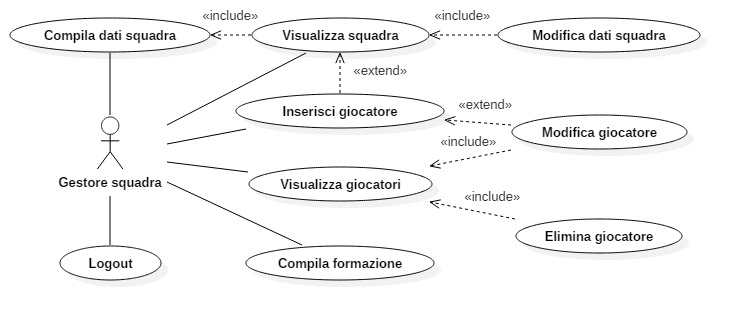 «include»
«include»
Compila dati squadra
Visualizza squadra
Modifica dati squadra
«extend»
Inserisci giocatore
«extend»
Modifica giocatore
«include»
Gestore squadra
Visualizza giocatori
«include»
Elimina giocatore
Logout
Compila formazione